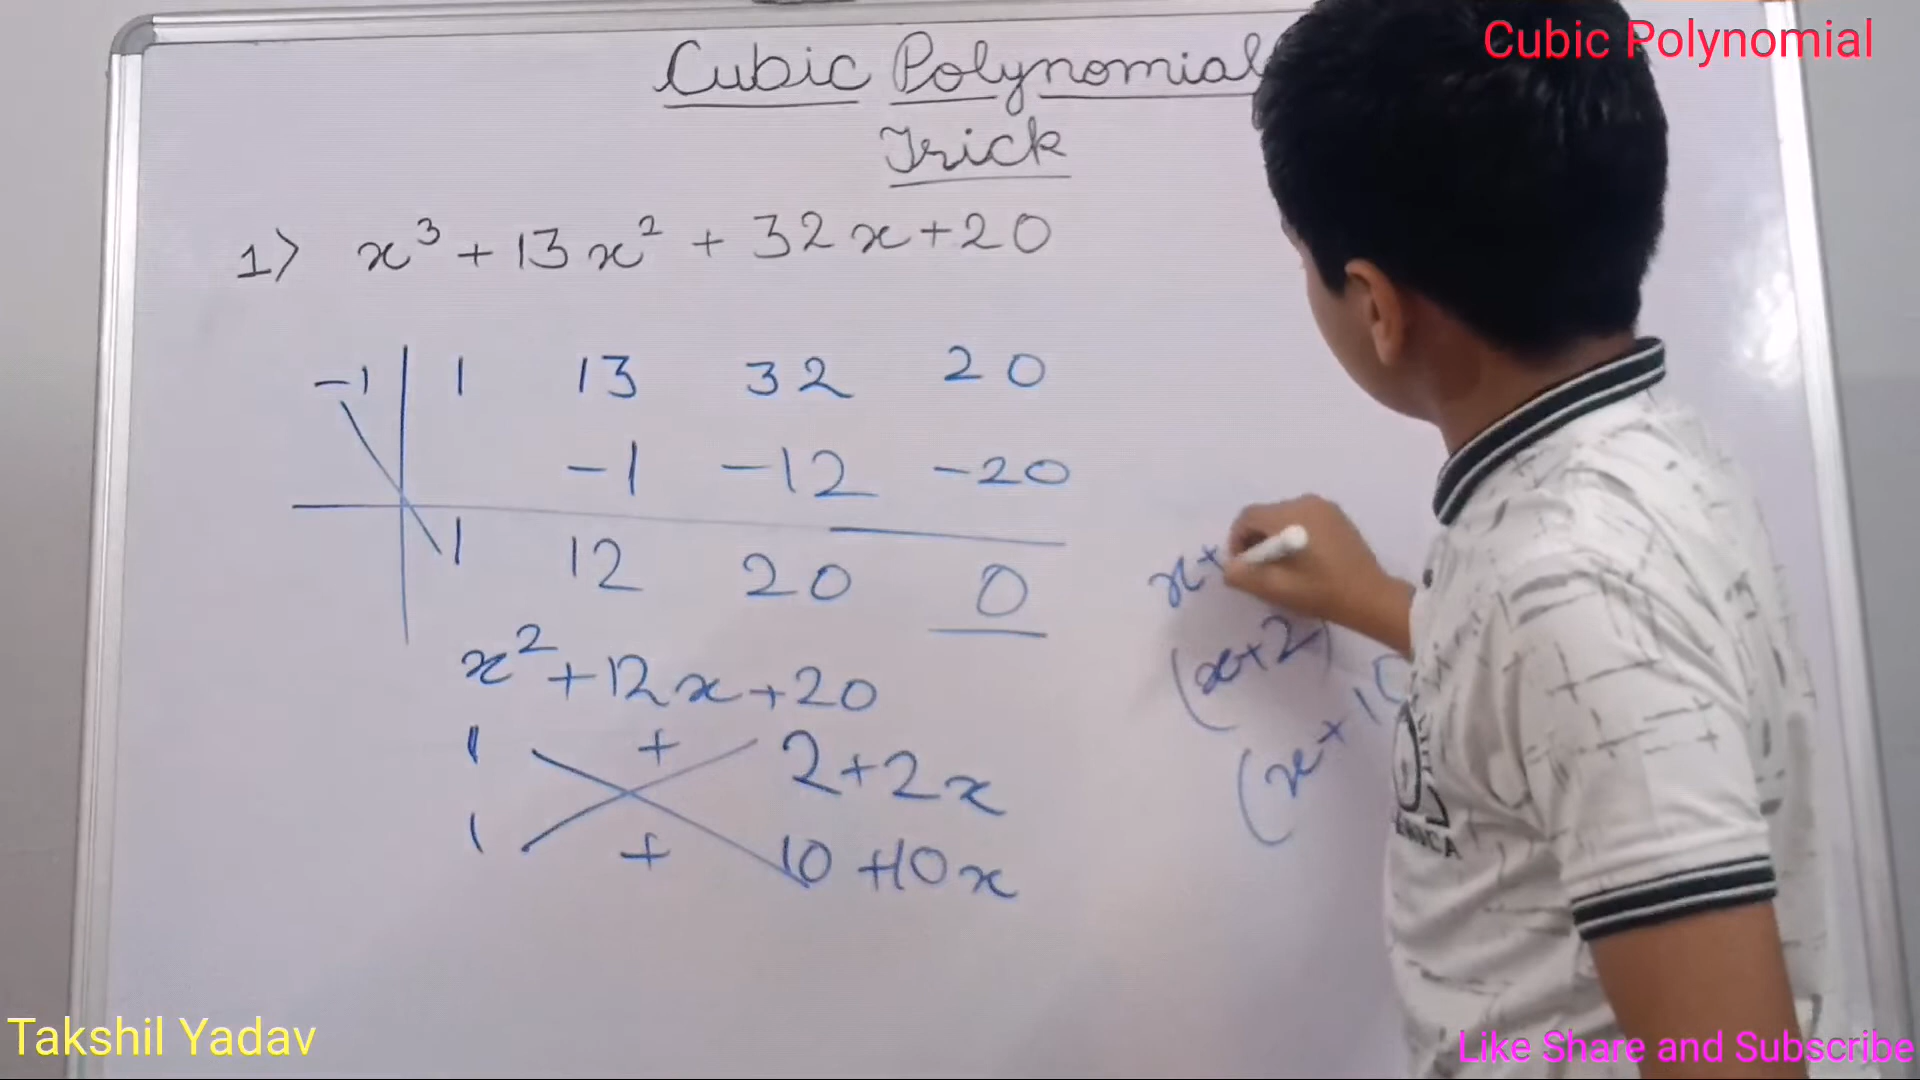 Cubic Polynomial
Cubic Polynomial
Trick
1> x³ + 13x² + 32x + 20
-1 | 1 13 32 20
-1 -12 -20
1 12 20 0
x² + 12x + 20
1 + 2 + 2x
1 + 10 + 10x
x+
(x+2)
(x+10
Takshil Yadav
Like Share and Subscribe